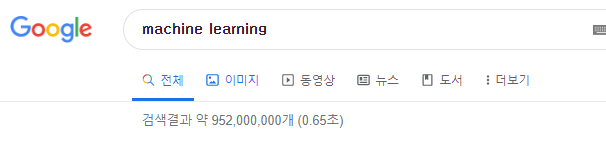 Google machine learning
전체 이미지 동영상 뉴스 도서 더보기
검색결과 약 952,000,000개 (0.65초)